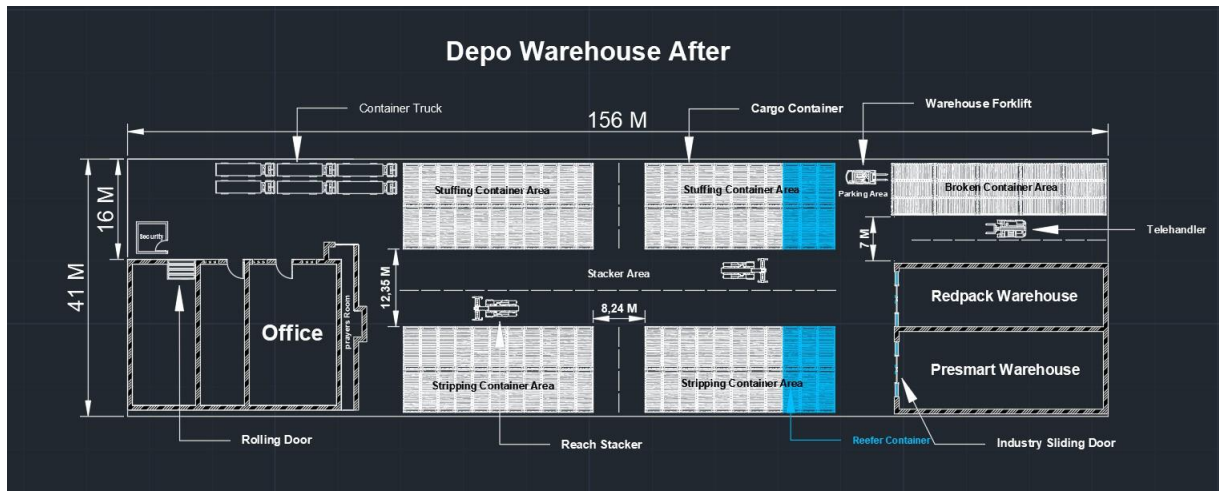 Depo Warehouse After
Container Truck
Cargo Container
Warehouse Forklift
156 M
Stuffing Container Area
Stuffing Container Area
Parking Area
Broken Container Area
16 M
Security
7 M
Telehandler
41 M
Stacker Area
12,35 M
8,24 M
Office
prayers Room
Redpack Warehouse
Presmart Warehouse
Stripping Container Area
Stripping Container Area
Rolling Door
Reach Stacker
Reefer Container
Industry Sliding Door